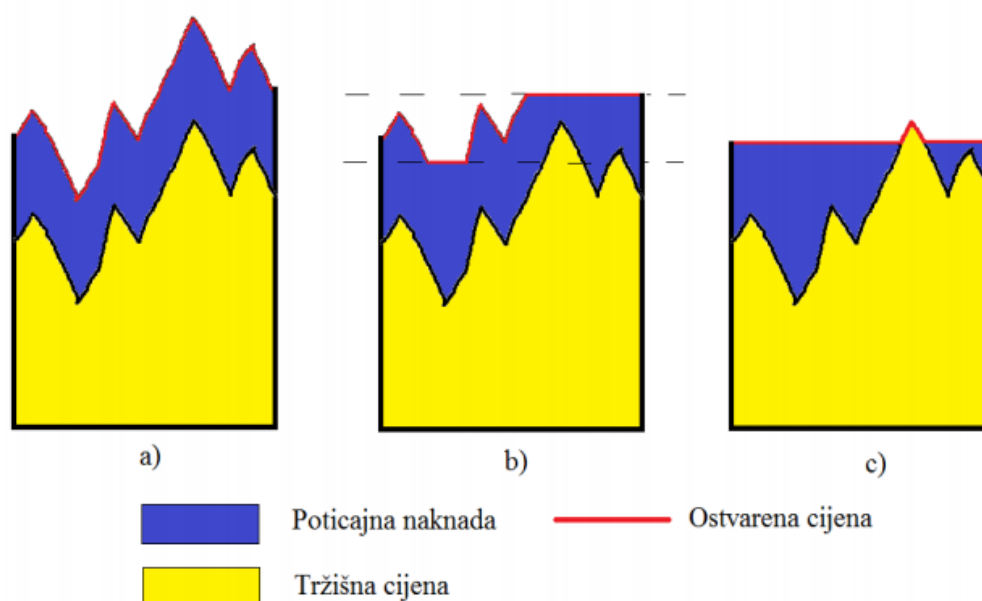 a)
b)
c)
Poticajna naknada
Ostvarena cijena
Tržišna cijena